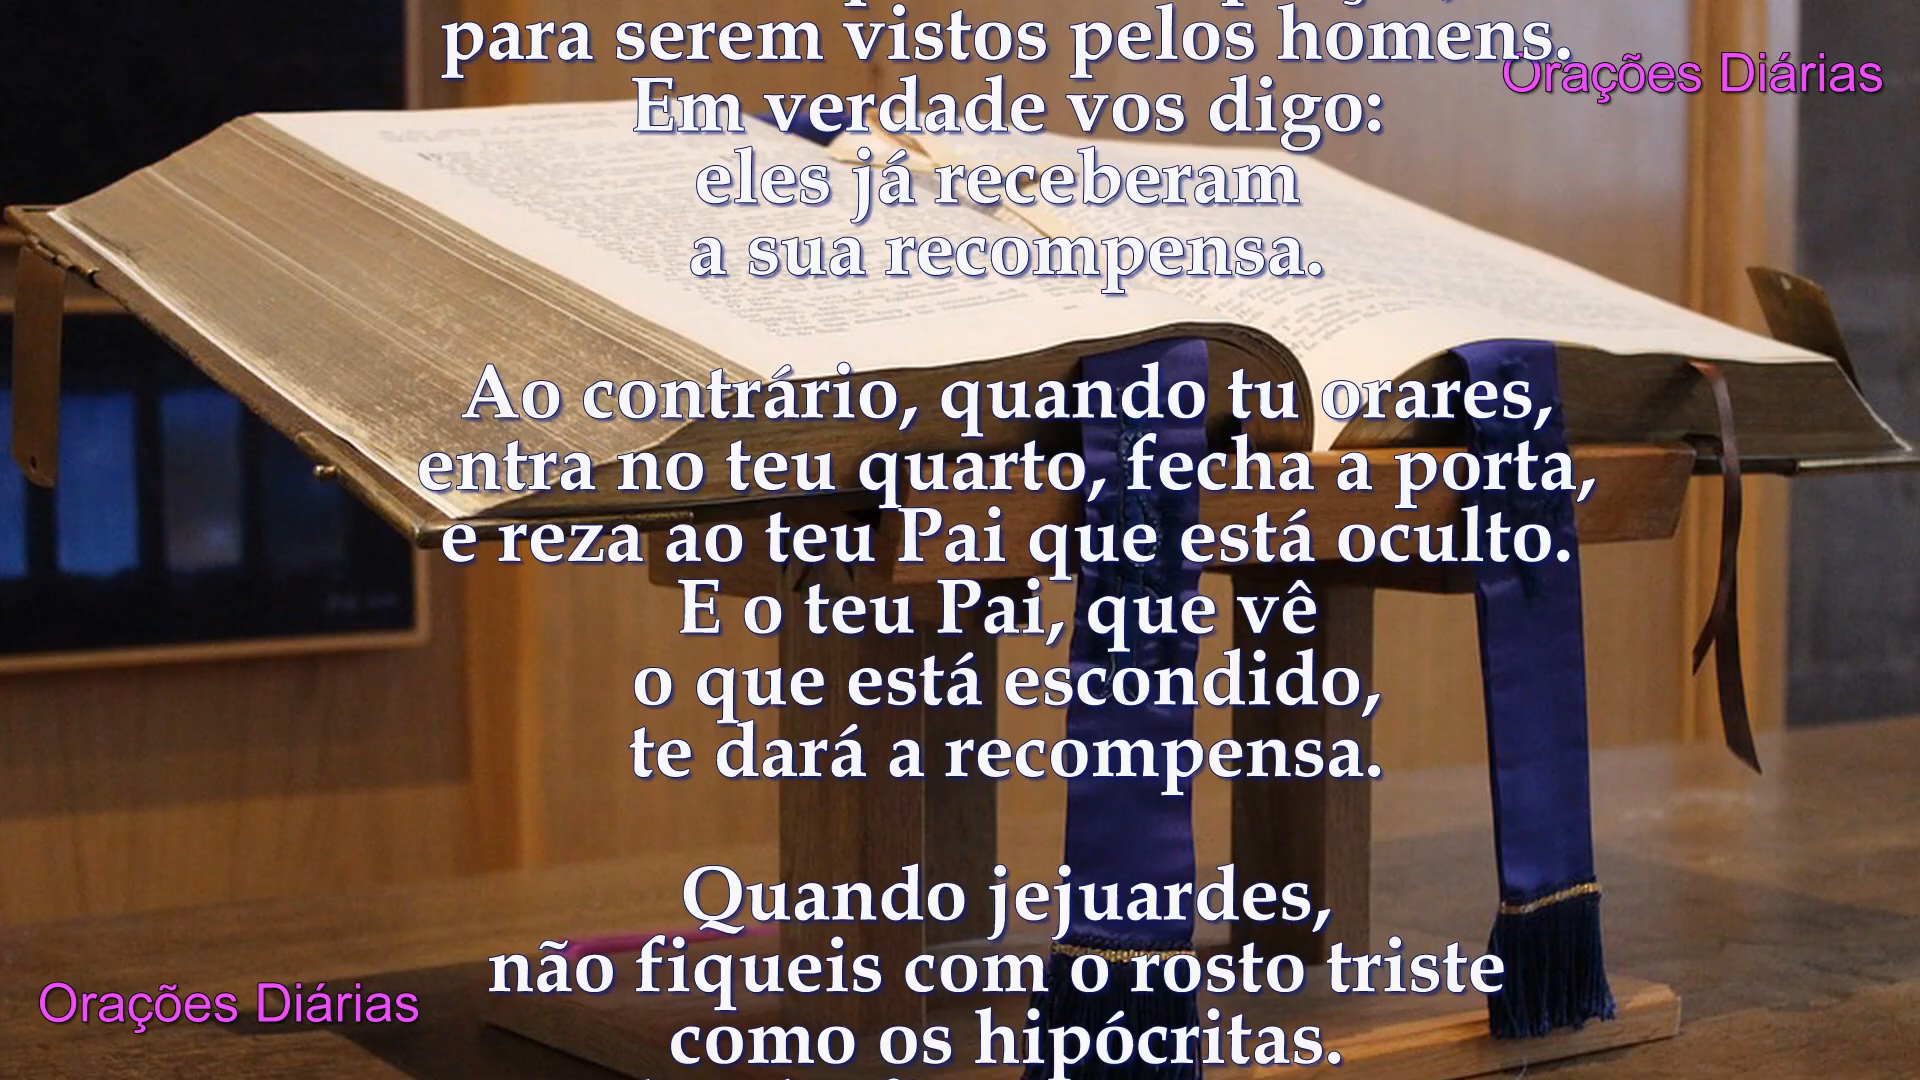 para serem vistos pelos homens.
Orações Diárias
Em verdade vos digo:
eles já receberam
a sua recompensa.
Ao contrário, quando tu orares,
entra no teu quarto, fecha a porta,
e reza ao teu Pai que está oculto.
E o teu Pai, que vê
o que está escondido,
te dará a recompensa.
Quando jejuardes,
não fiqueis com o rosto triste
como os hipócritas.
Orações Diárias